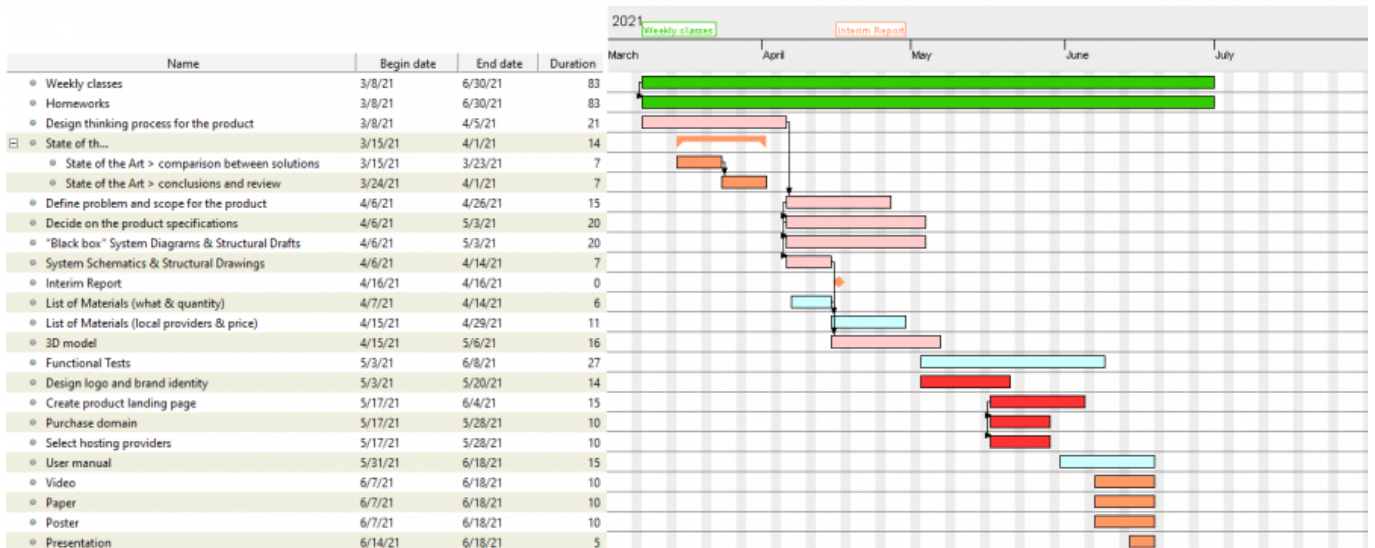 2021
Weekly classes Interim Report
March April May June July
Name Begin date End date Duration
Weekly classes 3/8/21 6/30/21 83
Homeworks 3/8/21 6/30/21 83
Design thinking process for the product 3/8/21 4/5/21 21
State of th... 3/15/21 4/1/21 14
State of the Art > comparison between solutions 3/15/21 3/23/21 7
State of the Art > conclusions and review 3/24/21 4/1/21 7
Define problem and scope for the product 4/6/21 4/26/21 15
Decide on the product specifications 4/6/21 5/3/21 20
"Black box" System Diagrams & Structural Drafts 4/6/21 5/3/21 20
System Schematics & Structural Drawings 4/6/21 4/14/21 7
Interim Report 4/16/21 4/16/21 0
List of Materials (what & quantity) 4/7/21 4/14/21 6
List of Materials (local providers & price) 4/15/21 4/29/21 11
3D model 4/15/21 5/6/21 16
Functional Tests 5/3/21 6/8/21 27
Design logo and brand identity 5/3/21 5/20/21 14
Create product landing page 5/17/21 6/4/21 15
Purchase domain 5/17/21 5/28/21 10
Select hosting providers 5/17/21 5/28/21 10
User manual 5/31/21 6/18/21 15
Video 6/7/21 6/18/21 10
Paper 6/7/21 6/18/21 10
Poster 6/7/21 6/18/21 10
Presentation 6/14/21 6/18/21 5